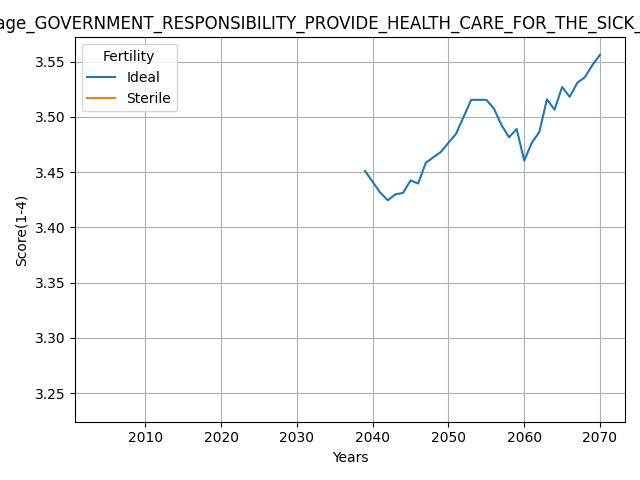 age_GOVERNMENT_RESPONSIBILITY_PROVIDE_HEALTH_CARE_FOR_THE_SICK_
Fertility
Ideal
Sterile
Score(1-4)
3.55
3.50
3.45
3.40
3.35
3.30
3.25
2010 2020 2030 2040 2050 2060 2070
Years